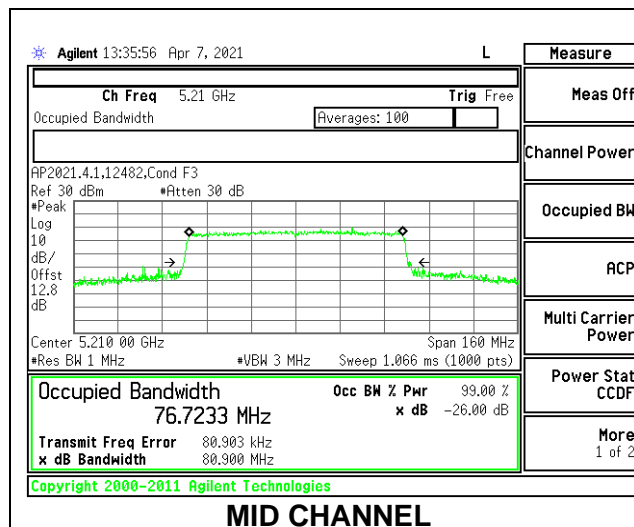 Agilent 13:35:56 Apr 7, 2021 L
Measure
Ch Freq 5.21 GHz Trig Free
Meas Off
Occupied Bandwidth Averages: 100
Channel Power
AP2021.4.1,12482,Cond F3
Ref 30 dBm #Atten 30 dB
#Peak
Log
10
dB/
Offst
12.8
dB
Occupied BW
ACP
Center 5.210 00 GHz Span 160 MHz
#Res BW 1 MHz #VBW 3 MHz Sweep 1.066 ms (1000 pts)
Multi Carrier
Power
Occupied Bandwidth Occ BW % Pwr 99.00 %
76.7233 MHz x dB -26.00 dB
Power Stat
CCDF
Transmit Freq Error 80.903 kHz
x dB Bandwidth 80.900 MHz
More
1 of 2
Copyright 2000-2011 Agilent Technologies
MID CHANNEL